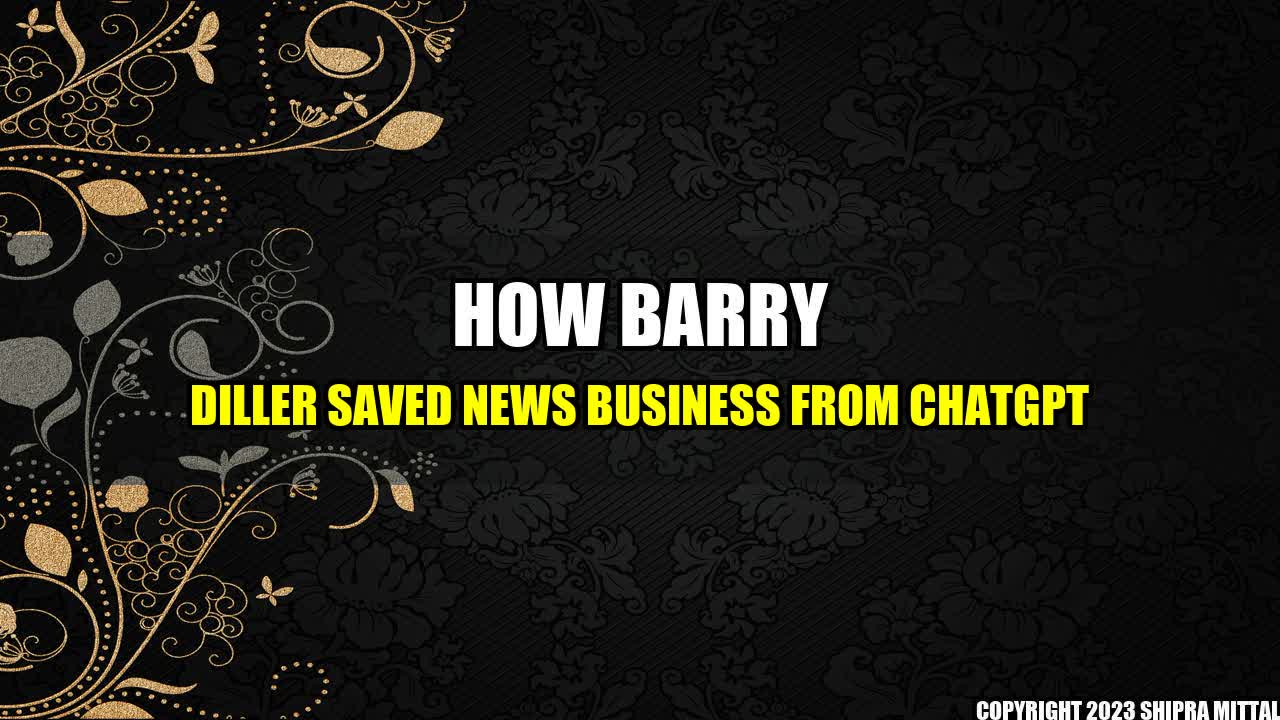 HOW BARRY
DILLER SAVED NEWS BUSINESS FROM CHATGPT
COPYRIGHT 2023 SHIPRA MITTAL